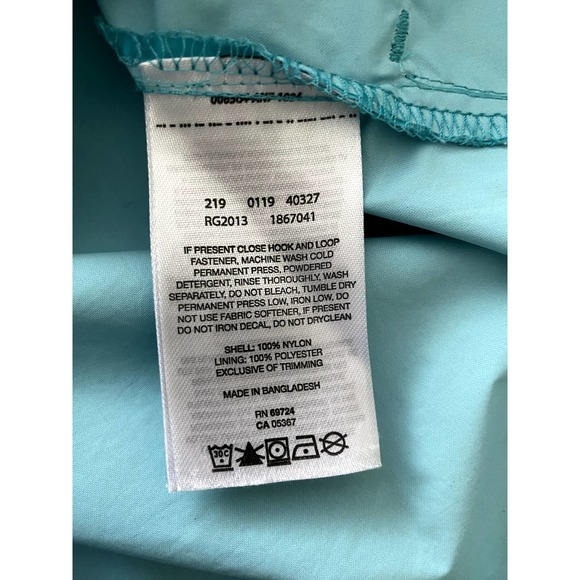 219 0119 40327
RG2013 1867041
IF PRESENT CLOSE HOOK AND LOOP
FASTENER, MACHINE WASH COLD
PERMANENT PRESS, POWDERED
DETERGENT, RINSE THOROUGHLY, WASH
SEPARATELY, DO NOT BLEACH, TUMBLE DRY
PERMANENT PRESS LOW, IRON LOW, DO
NOT USE FABRIC SOFTENER, IF PRESENT
DO NOT IRON DECAL, DO NOT DRYCLEAN
SHELL: 100% NYLON
LINING: 100% POLYESTER
EXCLUSIVE OF TRIMMING
MADE IN BANGLADESH
RN 69724
CA 05367
30C